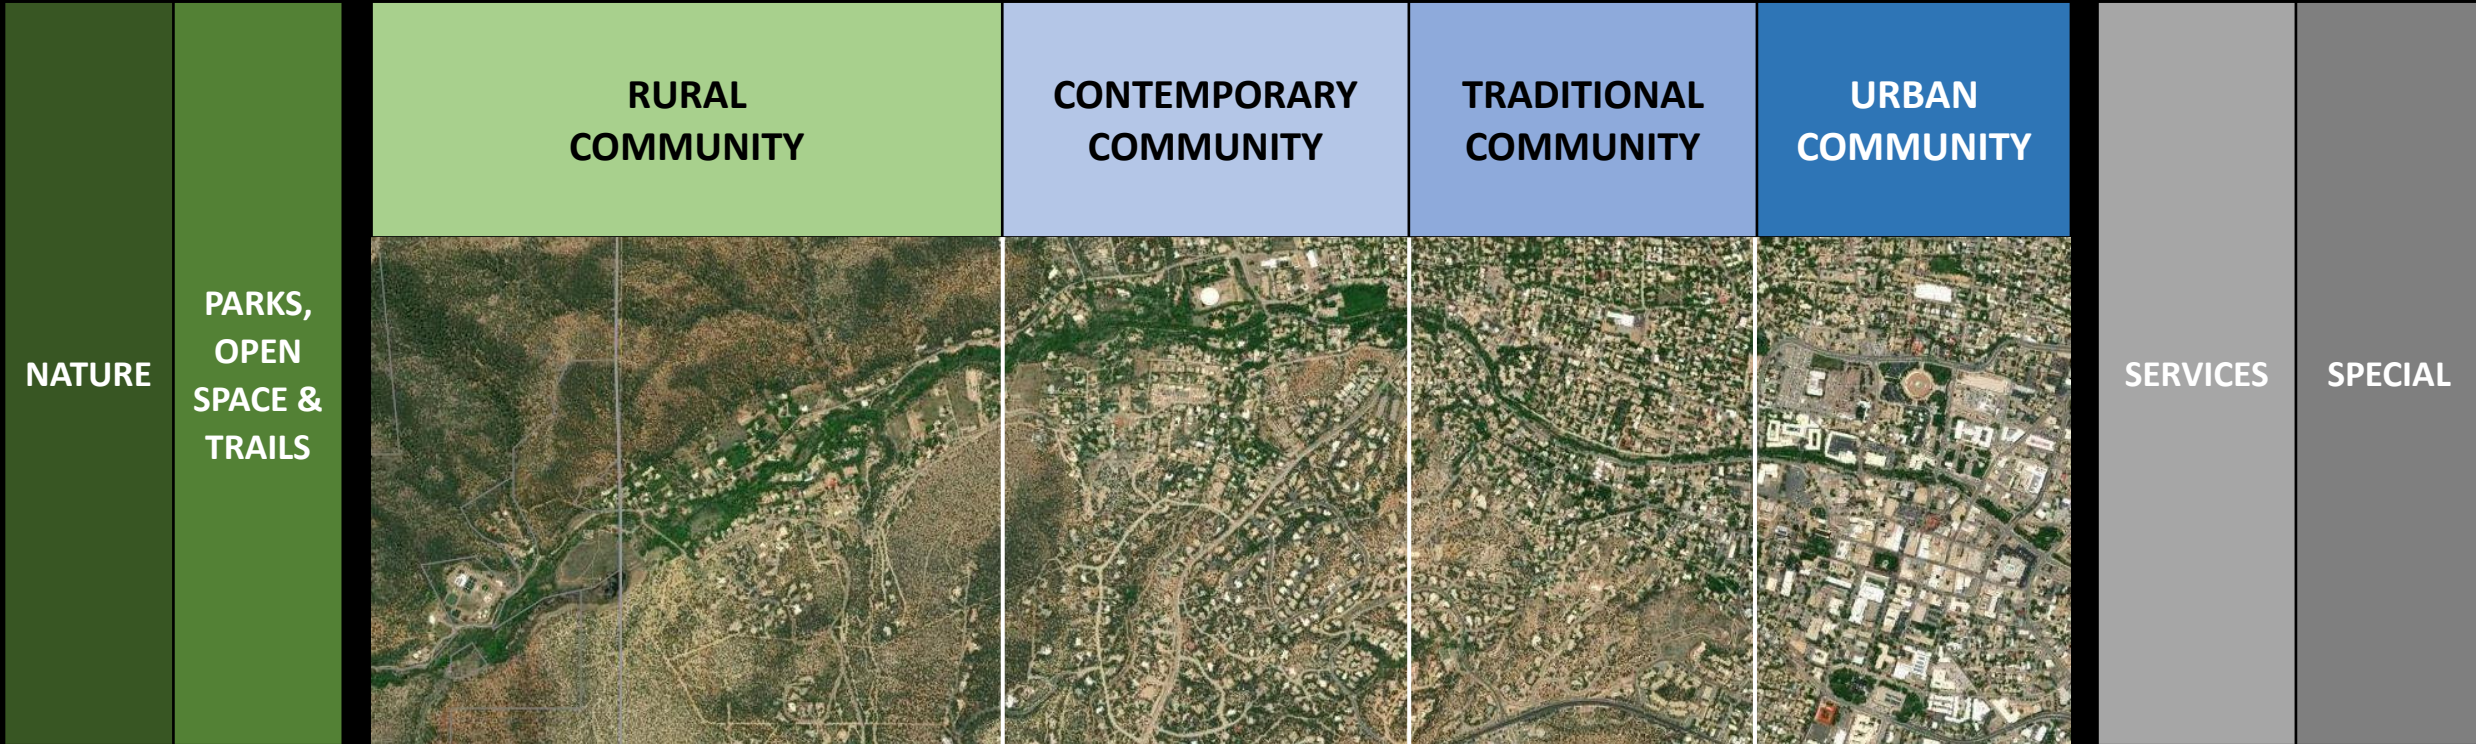 NATURE
PARKS,
OPEN
SPACE &
TRAILS
RURAL
COMMUNITY
CONTEMPORARY
COMMUNITY
TRADITIONAL
COMMUNITY
URBAN
COMMUNITY
SERVICES
SPECIAL